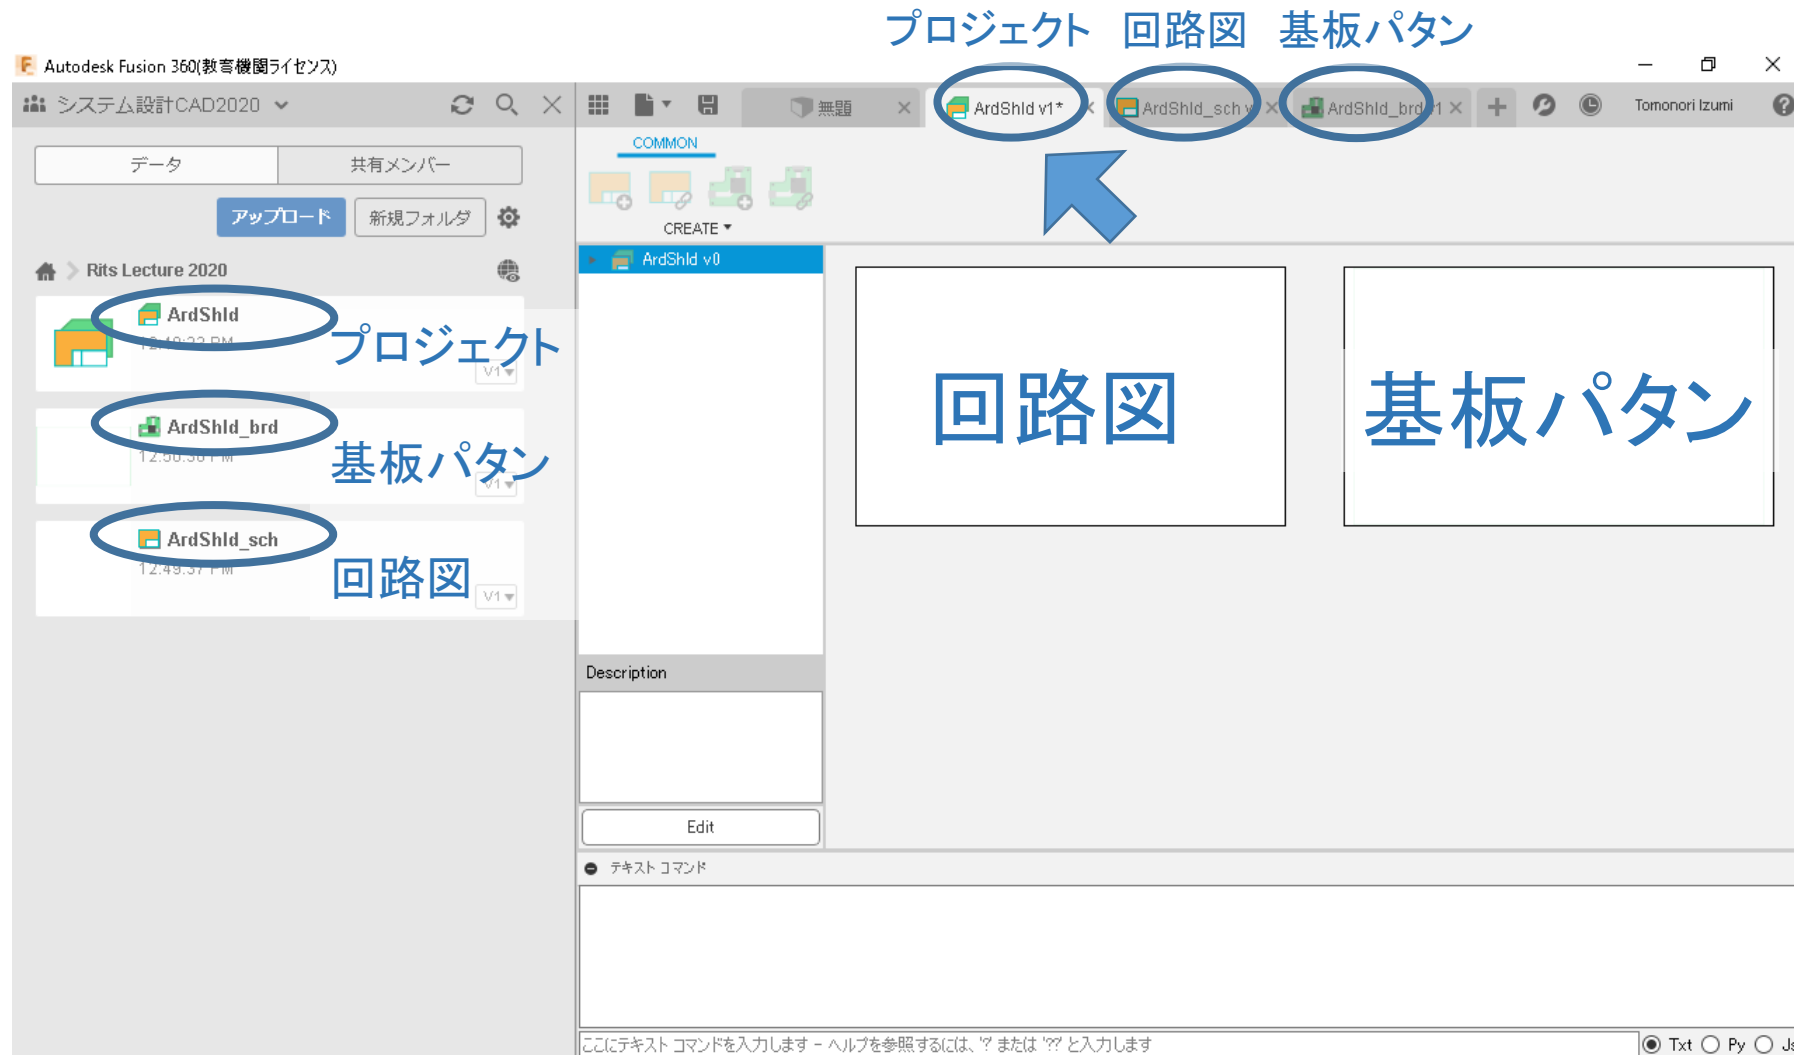 プロジェクト 回路図 基板パタン
Autodesk Fusion 360(教育機関ライセンス)
システム設計CAD2020
無題
ArdShld v1*
ArdShld_sch v
ArdShld_brd v1
Tomonori Izumi
データ
共有メンバー
COMMON
アップロード
新規フォルダ
CREATE
Rits Lecture 2020
ArdShld v0
ArdShld
プロジェクト
V1
ArdShld_brd
基板パタン
V1
ArdShld_sch
12:49:37 PM
回路図
V1
回路図
基板パタン
Description
Edit
テキスト コマンド
ここにテキスト コマンドを入力します - ヘルプを参照するには、'?' または '??' と入力します
Txt Py Js